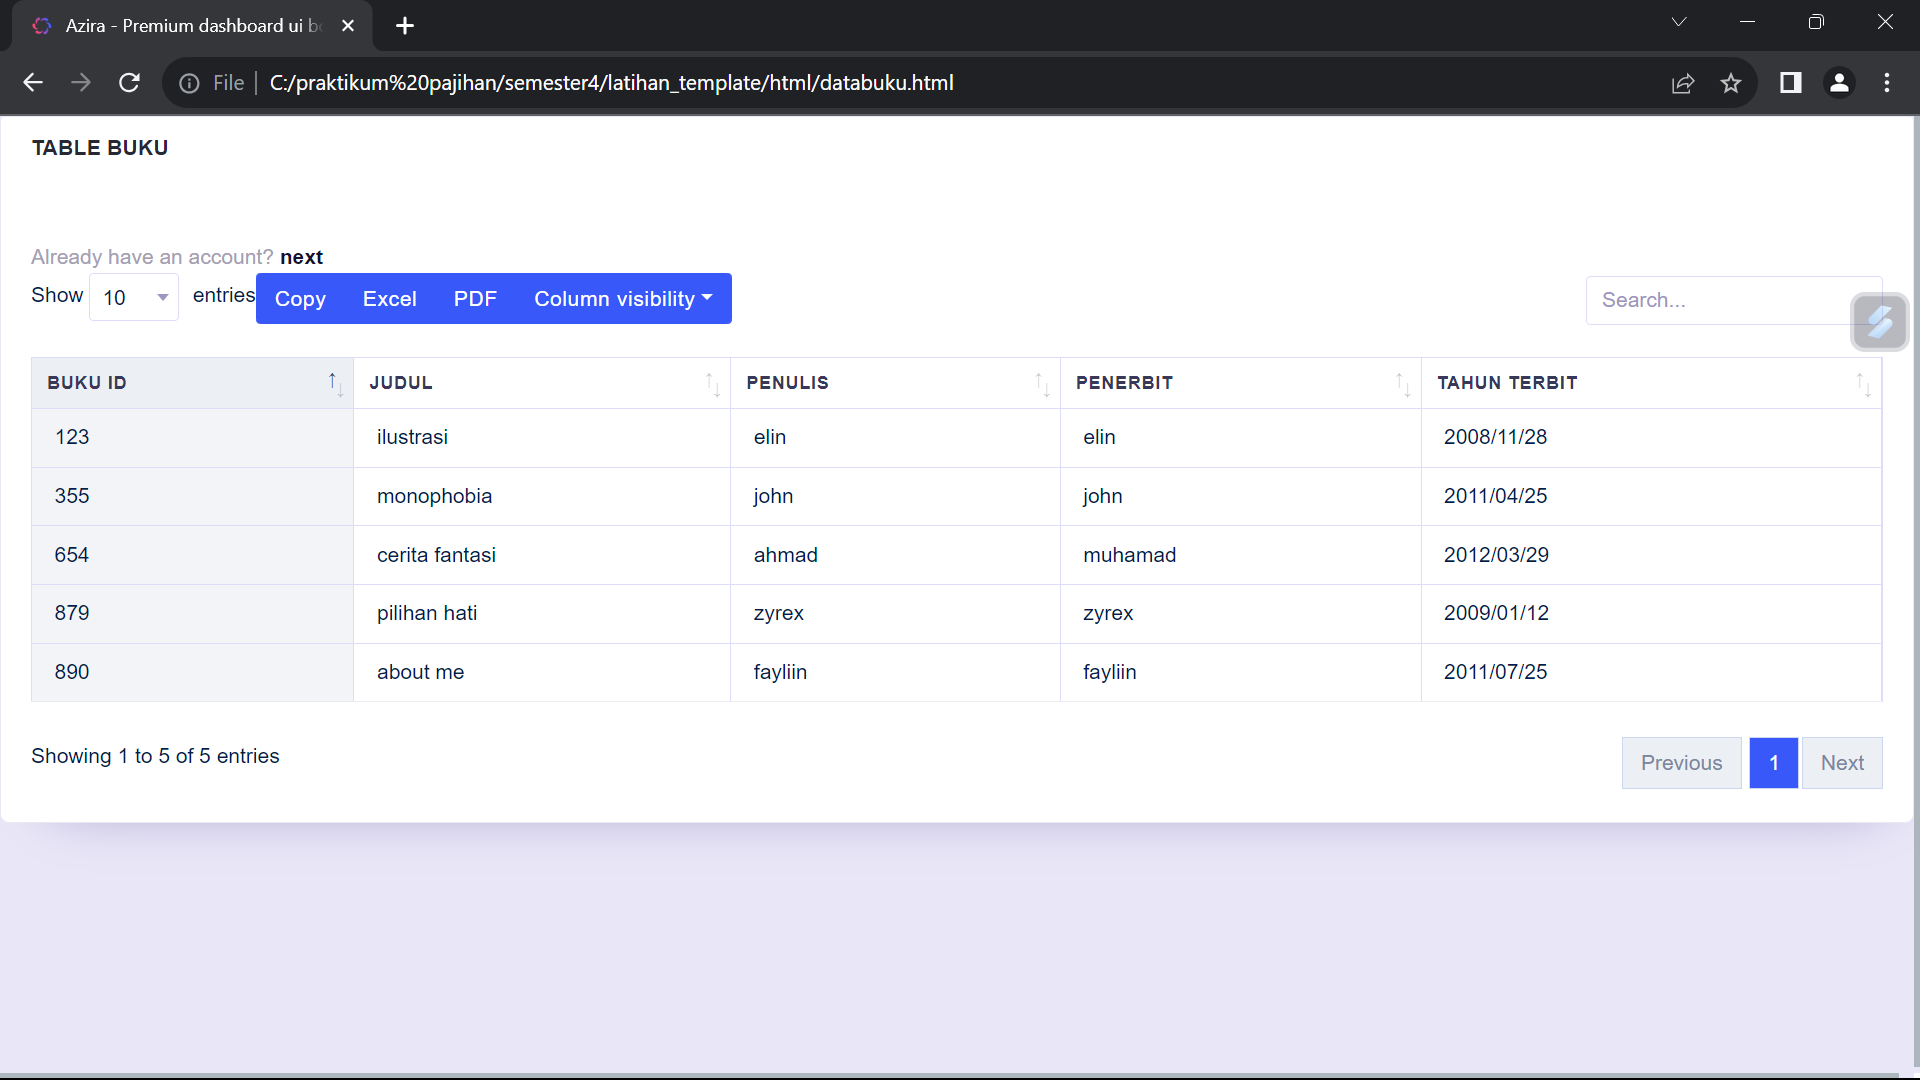 Azira - Premium dashboard ui b
File C:/praktikum%20pajihan/semester4/latihan_template/html/databuku.html
TABLE BUKU
Already have an account? next
Show 10 entries Copy Excel PDF Column visibility Search...
BUKU ID JUDUL PENULIS PENERBIT TAHUN TERBIT
123 ilustrasi elin elin 2008/11/28
355 monophobia john john 2011/04/25
654 cerita fantasi ahmad muhamad 2012/03/29
879 pilihan hati zyrex zyrex 2009/01/12
890 about me fayliin fayliin 2011/07/25
Showing 1 to 5 of 5 entries Previous 1 Next